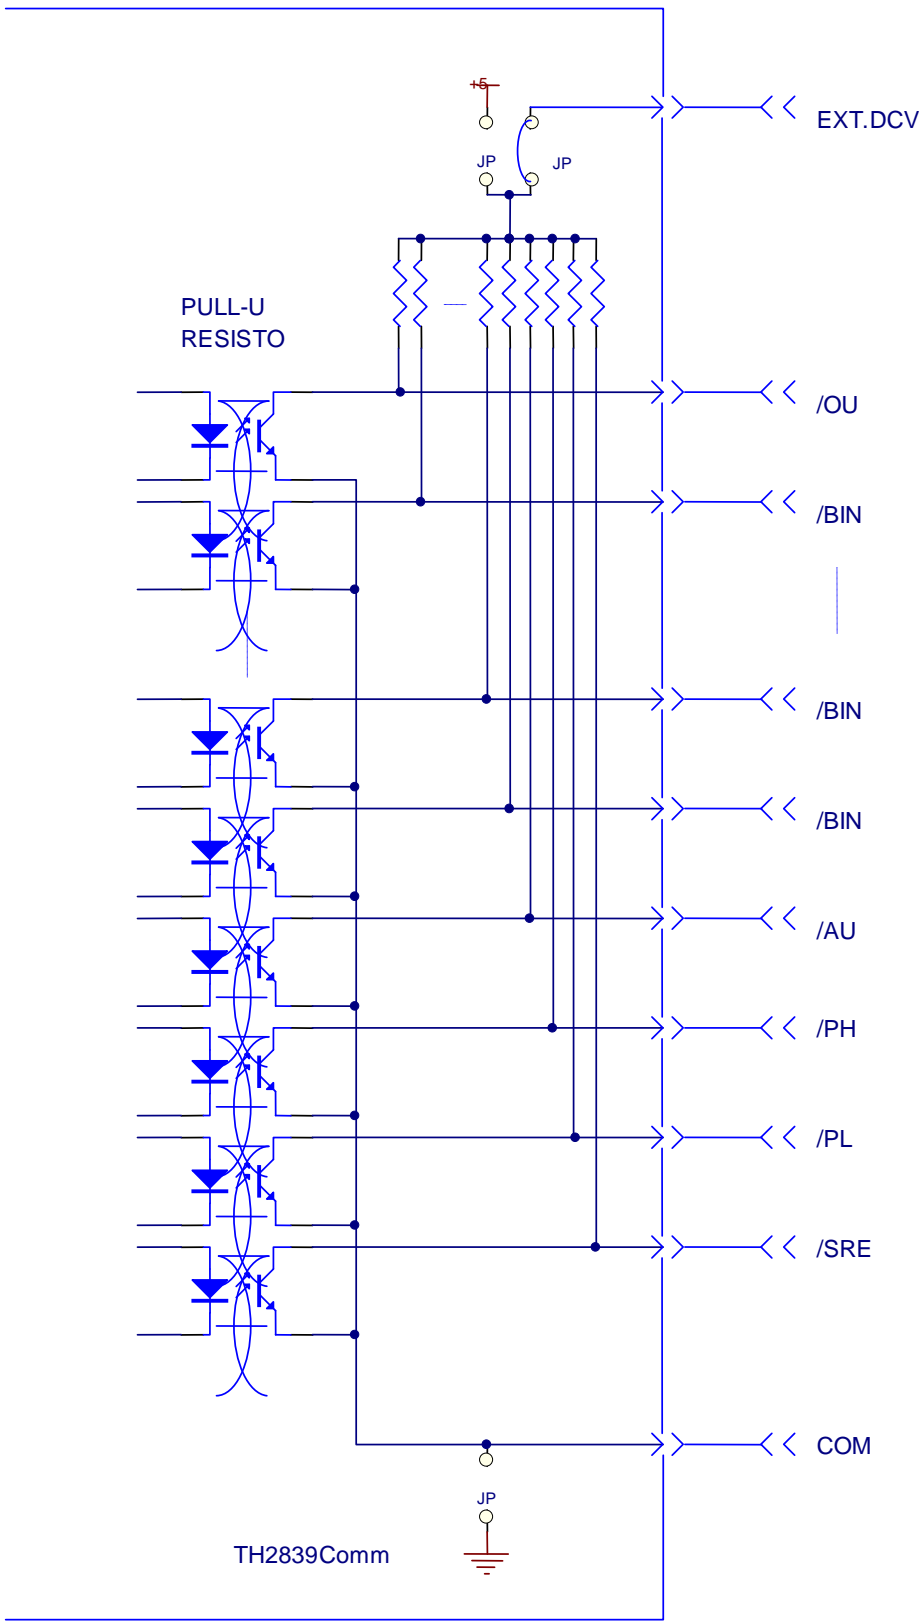 +5
EXT.DCV
JP
JP
PULL-U
RESISTO
/OU
/BIN
/BIN
/BIN
/AU
/PH
/PL
/SRE
COM
JP
TH2839Comm